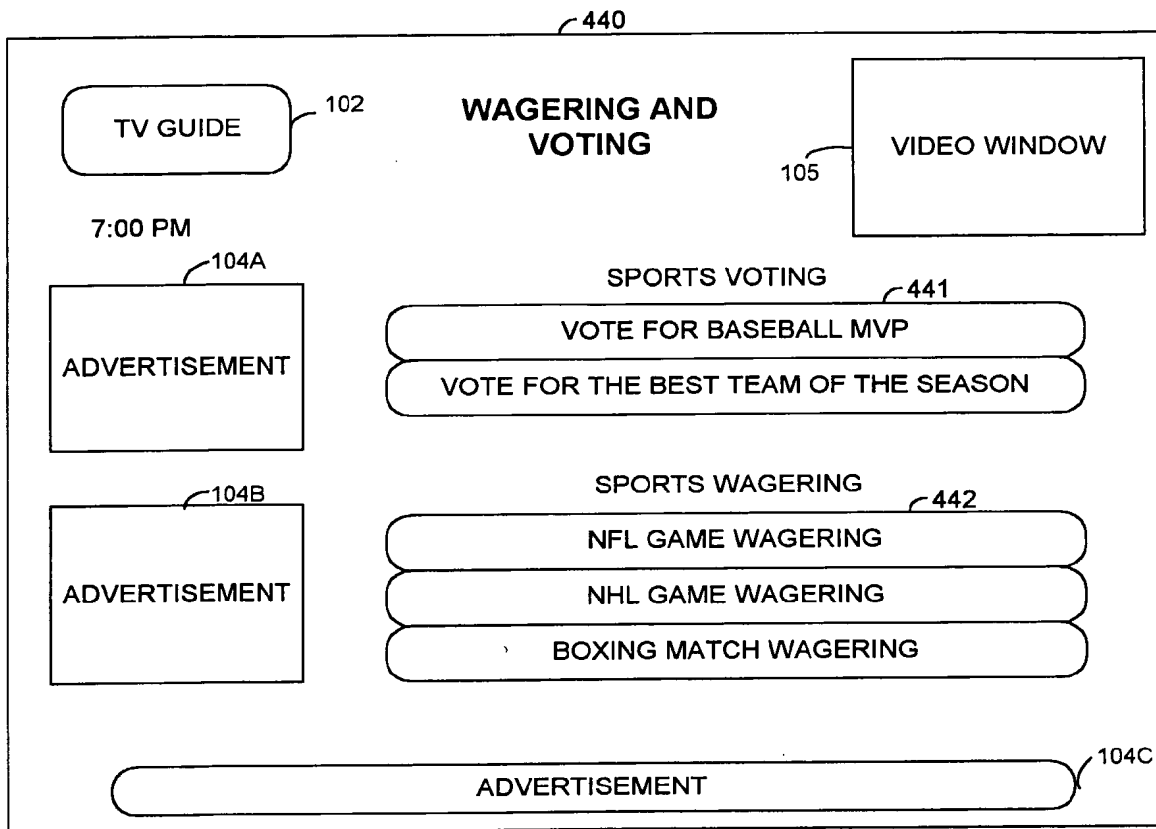 440
TV GUIDE
102
WAGERING AND
VOTING
VIDEO WINDOW
105
7:00 PM
104A
ADVERTISEMENT
SPORTS VOTING
441
VOTE FOR BASEBALL MVP
VOTE FOR THE BEST TEAM OF THE SEASON
104B
ADVERTISEMENT
SPORTS WAGERING
442
NFL GAME WAGERING
NHL GAME WAGERING
BOXING MATCH WAGERING
ADVERTISEMENT
104C